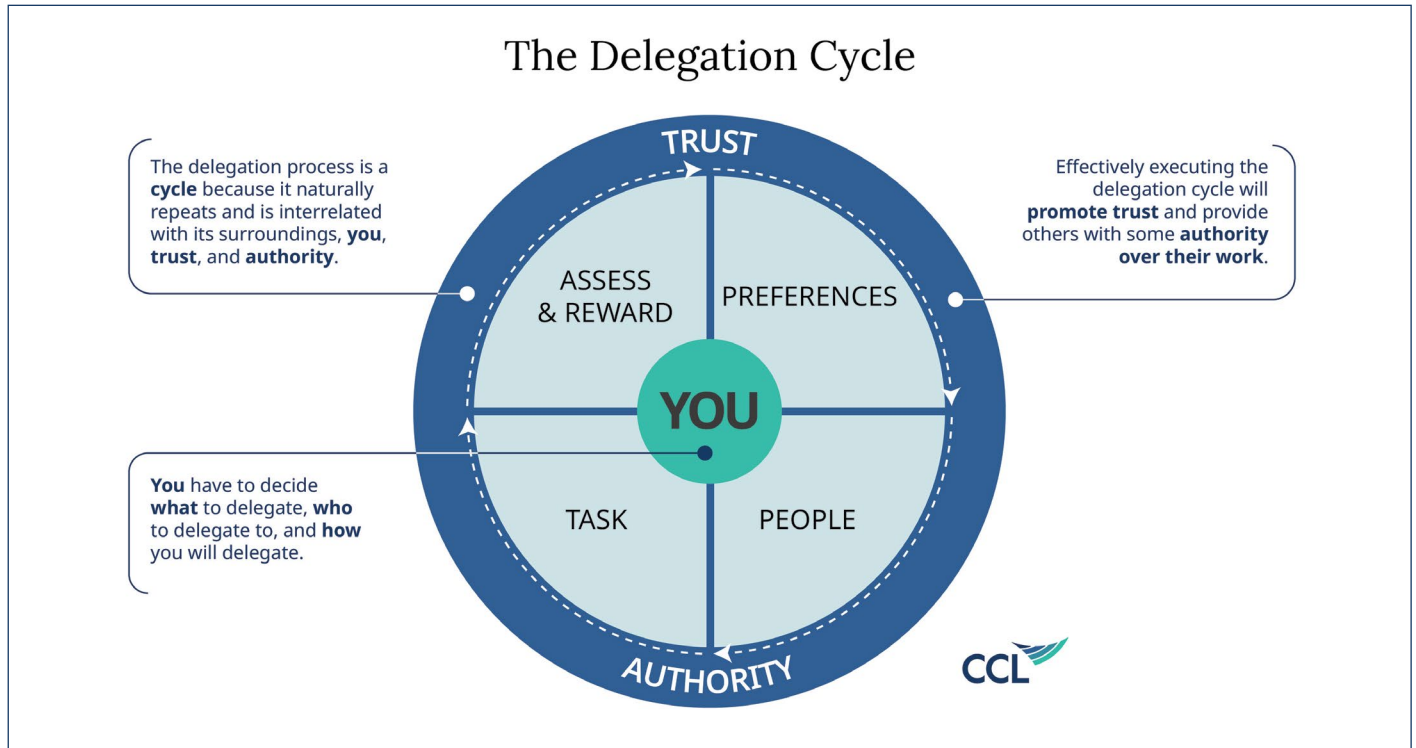 The Delegation Cycle
TRUST
The delegation process is a
cycle because it naturally
repeats and is interrelated
with its surroundings, you,
trust, and authority.
Effectively executing the
delegation cycle will
promote trust and provide
others with some authority
over their work.
ASSESS
& REWARD
PREFERENCES
YOU
You have to decide
what to delegate, who
to delegate to, and how
you will delegate.
TASK
PEOPLE
AUTHORITY
CCL